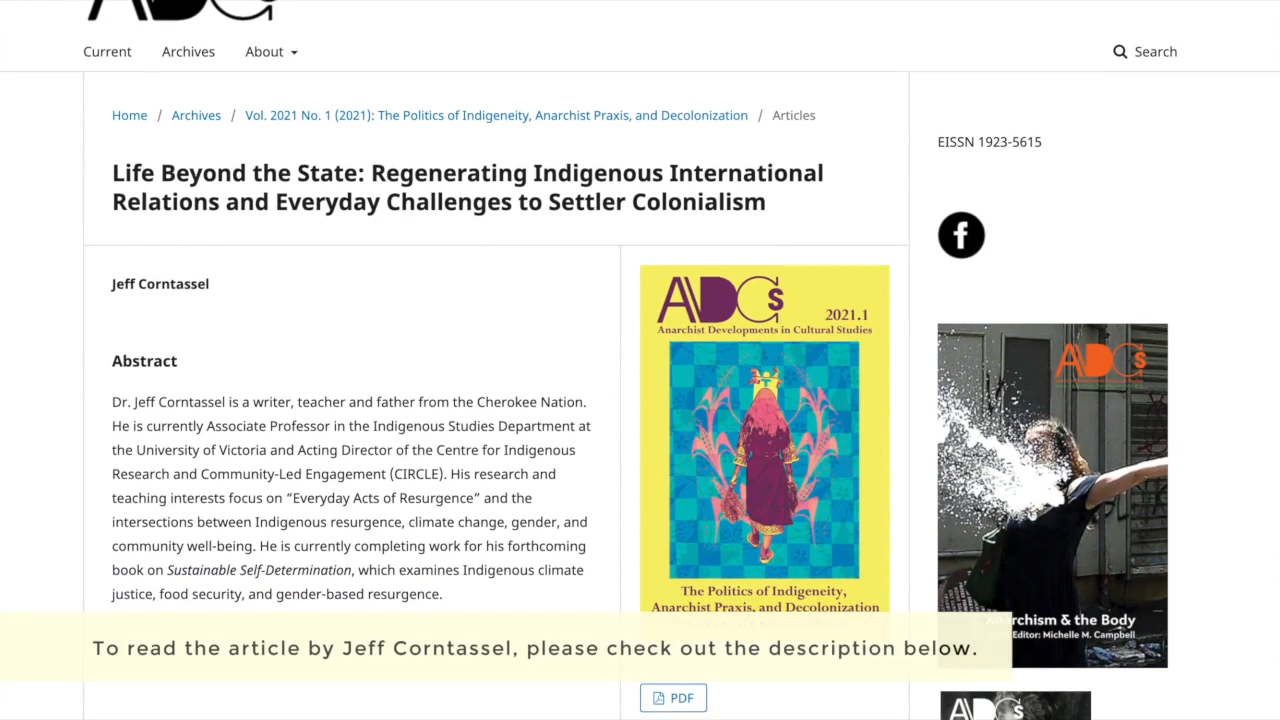 ADCs
Current Archives About Search
Home / Archives / Vol. 2021 No. 1 (2021): The Politics of Indigeneity, Anarchist Praxis, and Decolonization / Articles
EISSN 1923-5615
Life Beyond the State: Regenerating Indigenous International
Relations and Everyday Challenges to Settler Colonialism
Jeff Corntassel
Abstract
Dr. Jeff Corntassel is a writer, teacher and father from the Cherokee Nation.
He is currently Associate Professor in the Indigenous Studies Department at
the University of Victoria and Acting Director of the Centre for Indigenous
Research and Community-Led Engagement (CIRCLE). His research and
teaching interests focus on “Everyday Acts of Resurgence” and the
intersections between Indigenous resurgence, climate change, gender, and
community well-being. He is currently completing work for his forthcoming
book on Sustainable Self-Determination, which examines Indigenous climate
justice, food security, and gender-based resurgence.
ADCs
2021.1
Anarchist Developments in Cultural Studies
The Politics of Indigeneity,
Anarchist Praxis, and Decolonization
PDF
ADCs
Anarchism & the Body
Editor: Michelle M. Campbell
ADCs
To read the article by Jeff Corntassel, please check out the description below.